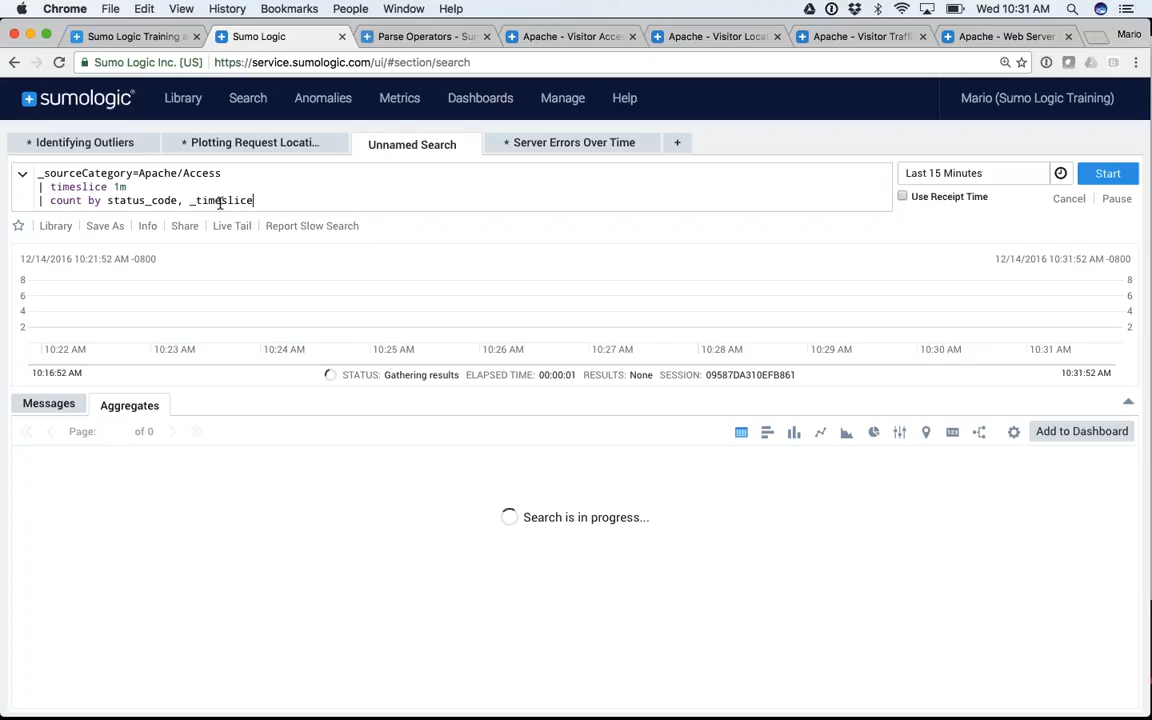 Chrome File Edit View History Bookmarks People Window Help Wed 10:31 AM
Sumo Logic Training a Sumo Logic Parse Operators - Sum Apache - Visitor Acce Apache - Visitor Locat Apache - Visitor Traffi Apache - Web Server Mario
Sumo Logic Inc. [US] https://service.sumologic.com/ui/#section/search
sumologic Library Search Anomalies Metrics Dashboards Manage Help Mario (Sumo Logic Training)
* Identifying Outliers * Plotting Request Locati... Unnamed Search * Server Errors Over Time +
_sourceCategory=Apache/Access
| timeslice 1m
| count by status_code, _timeslice
Last 15 Minutes Start
Use Receipt Time Cancel Pause
Library Save As Info Share Live Tail Report Slow Search
12/14/2016 10:21:52 AM -0800 12/14/2016 10:31:52 AM -0800
8 8
6 6
4 4
2 2
10:22 AM 10:23 AM 10:24 AM 10:25 AM 10:26 AM 10:27 AM 10:28 AM 10:29 AM 10:30 AM 10:31 AM
10:16:52 AM STATUS: Gathering results ELAPSED TIME: 00:00:01 RESULTS: None SESSION: 09587DA310EFB861 10:31:52 AM
Messages Aggregates
Page: of 0 Add to Dashboard
Search is in progress...